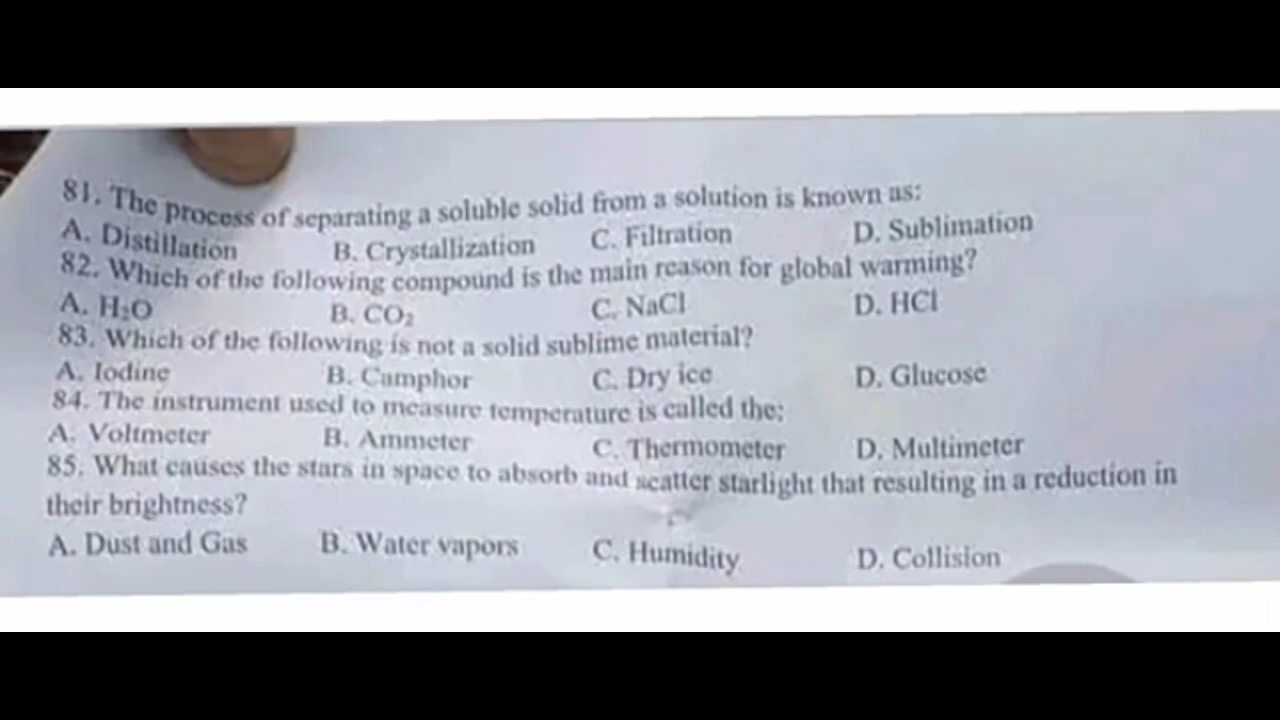 81. The process of separating a soluble solid from a solution is known as:
A. Distillation B. Crystallization C. Filtration D. Sublimation
82. Which of the following compound is the main reason for global warming?
A. H₂O B. CO₂ C. NaCl D. HCl
83. Which of the following is not a solid sublime material?
A. Iodine B. Camphor C. Dry ice D. Glucose
84. The instrument used to measure temperature is called the:
A. Voltmeter B. Ammeter C. Thermometer D. Multimeter
85. What causes the stars in space to absorb and scatter starlight that resulting in a reduction in
their brightness?
A. Dust and Gas B. Water vapors C. Humidity D. Collision